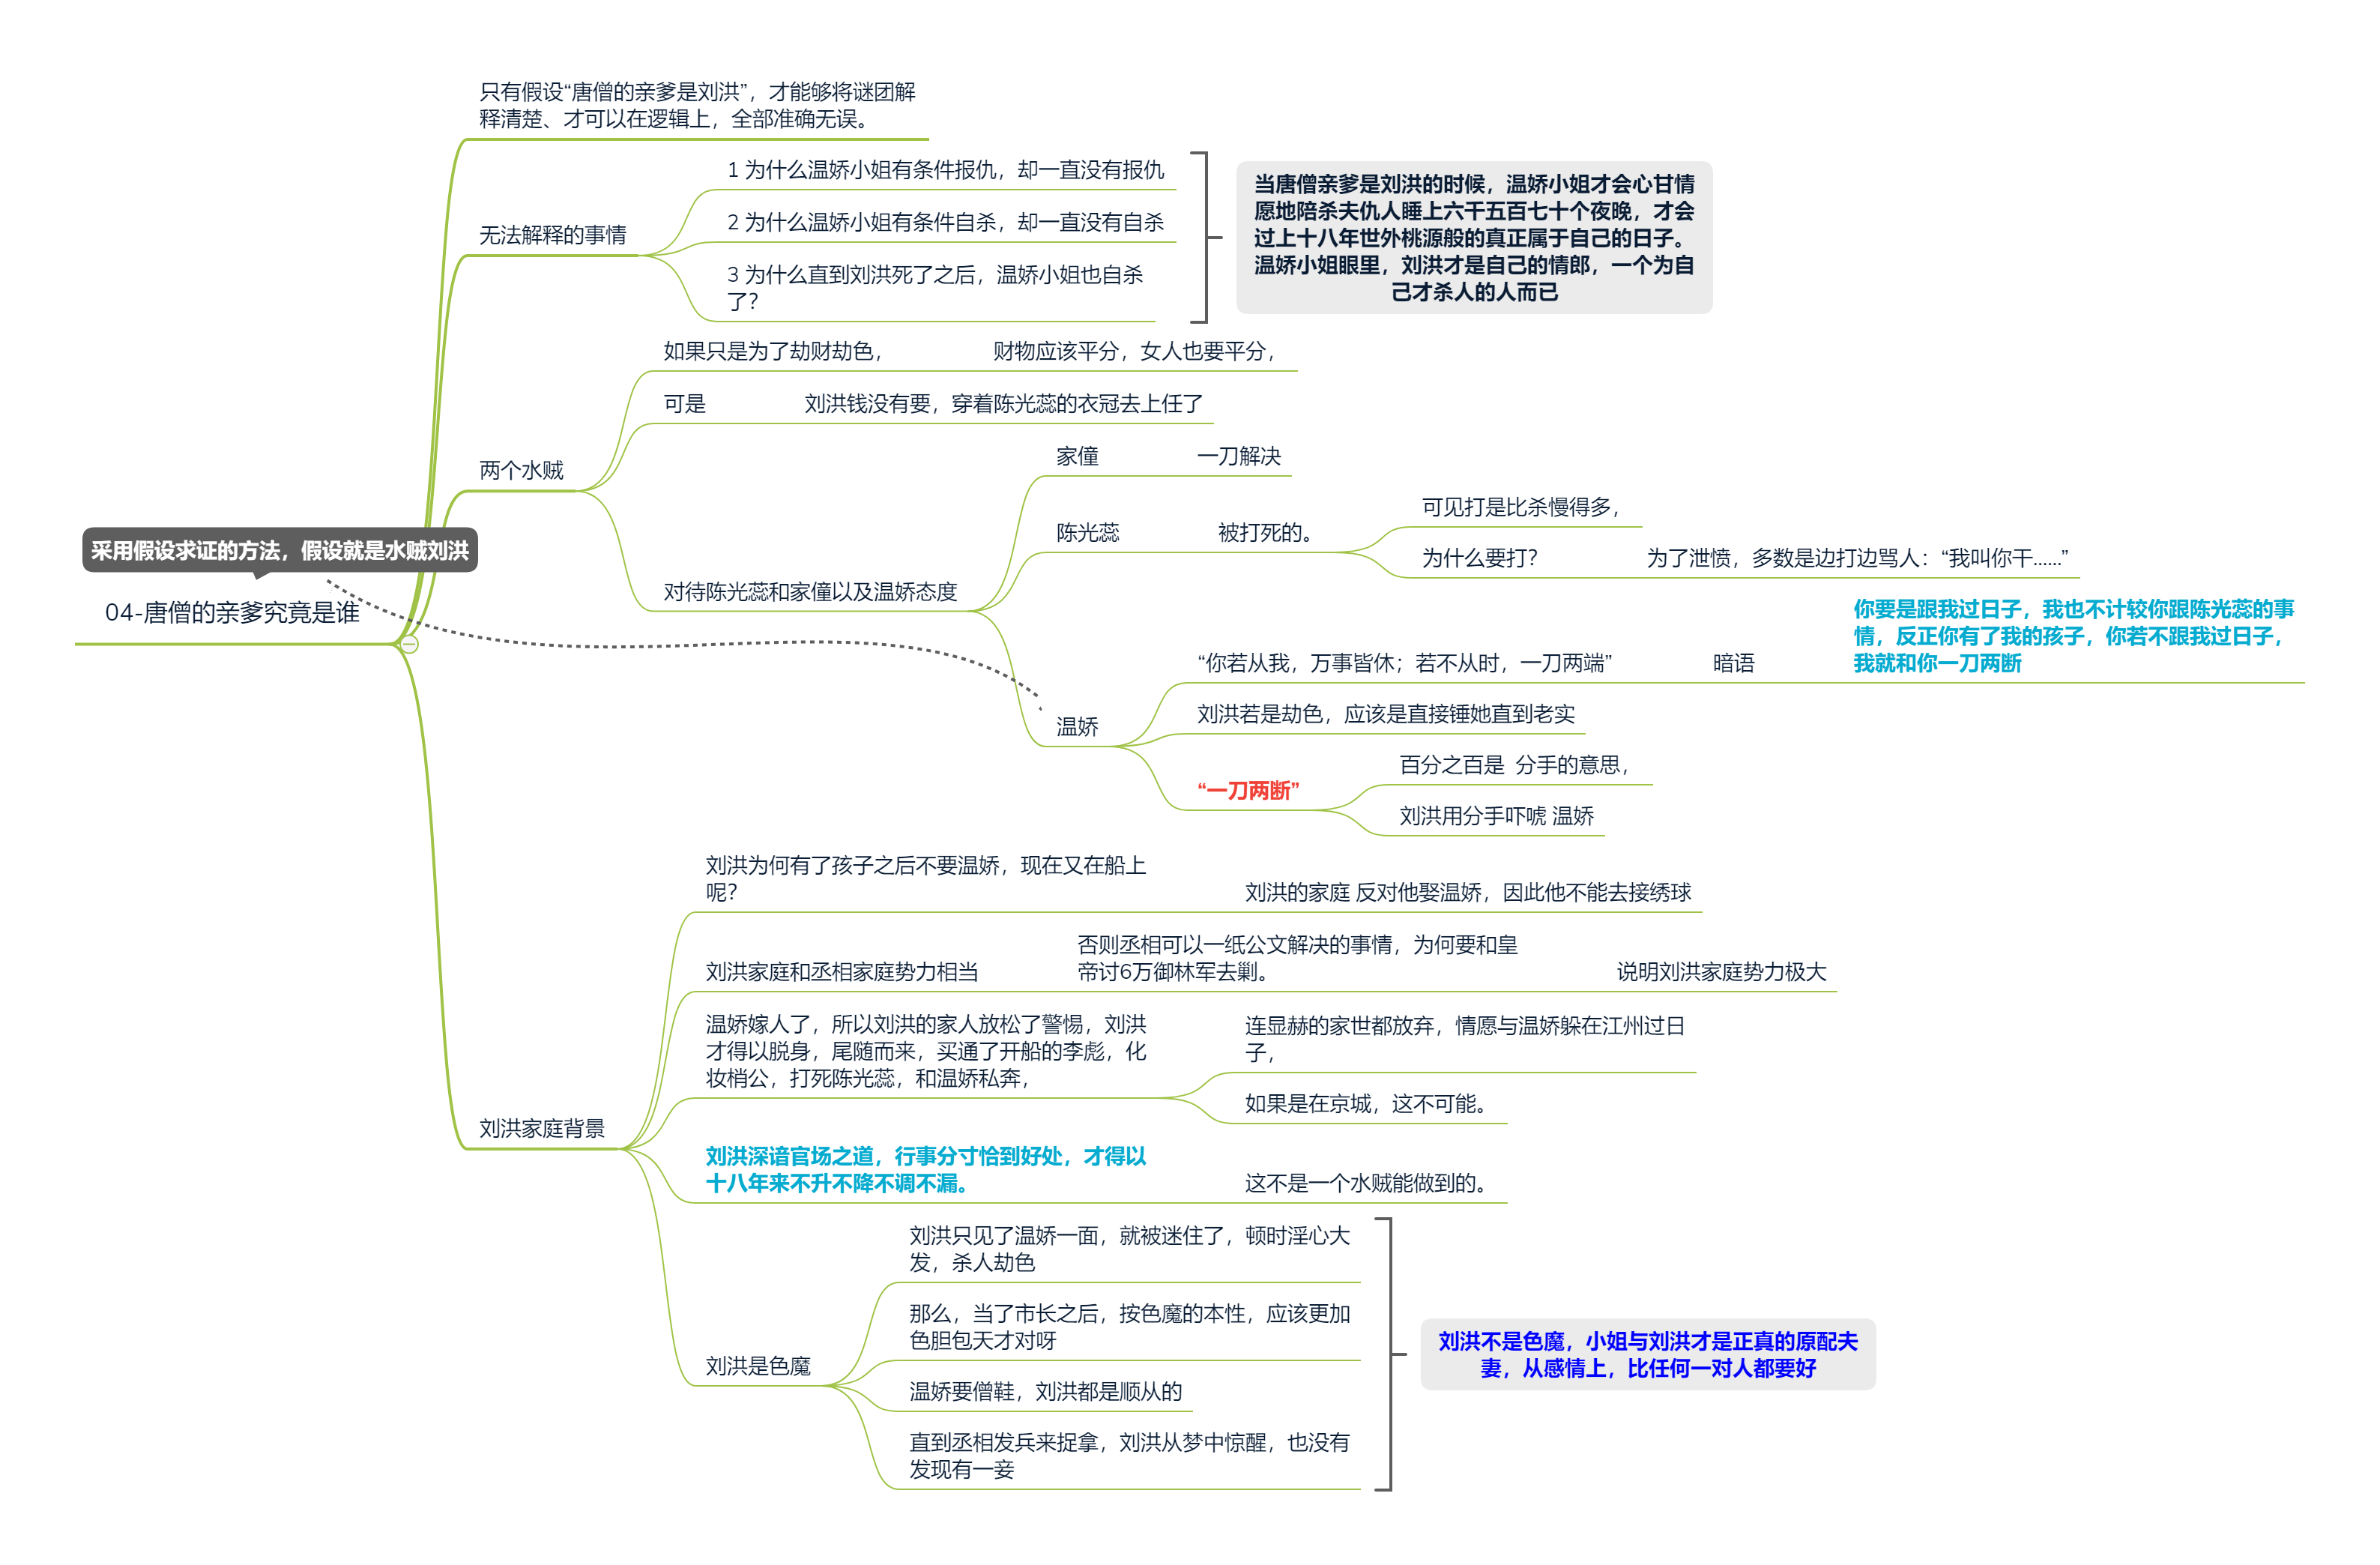 采用假设求证的方法，假设就是水贼刘洪
04-唐僧的亲爹究竟是谁
只有假设“唐僧的亲爹是刘洪”，才能够将谜团解
释清楚、才可以在逻辑上，全部准确无误。
无法解释的事情
1 为什么温娇小姐有条件报仇，却一直没有报仇
2 为什么温娇小姐有条件自杀，却一直没有自杀
3 为什么直到刘洪死了之后，温娇小姐也自杀
了？
当唐僧亲爹是刘洪的时候，温娇小姐才会心甘情
愿地陪杀夫仇人睡上六千五百七十个夜晚，才会
过上十八年世外桃源般的真正属于自己的日子。
温娇小姐眼里，刘洪才是自己的情郎，一个为自
己才杀人的人而已
两个水贼
如果只是为了劫财劫色，
财物应该平分，女人也要平分，
可是
刘洪钱没有要，穿着陈光蕊的衣冠去上任了
对待陈光蕊和家僮以及温娇态度
家僮
一刀解决
陈光蕊
被打死的。
可见打是比杀慢得多，
为什么要打？
为了泄愤，多数是边打边骂人：“我叫你干......”
温娇
“你若从我，万事皆休；若不从时，一刀两端”
暗语
你要是跟我过日子，我也不计较你跟陈光蕊的事
情，反正你有了我的孩子，你若不跟我过日子，
我就和你一刀两断
刘洪若是劫色，应该是直接锤她直到老实
“一刀两断”
百分之百是 分手的意思，
刘洪用分手吓唬 温娇
刘洪家庭背景
刘洪为何有了孩子之后不要温娇，现在又在船上
呢？
刘洪的家庭 反对他娶温娇，因此他不能去接绣球
刘洪家庭和丞相家庭势力相当
否则丞相可以一纸公文解决的事情，为何要和皇
帝讨6万御林军去剿。
说明刘洪家庭势力极大
温娇嫁人了，所以刘洪的家人放松了警惕，刘洪
才得以脱身，尾随而来，买通了开船的李彪，化
妆梢公，打死陈光蕊，和温娇私奔，
连显赫的家世都放弃，情愿与温娇躲在江州过日
子，
如果是在京城，这不可能。
刘洪深谙官场之道，行事分寸恰到好处，才得以
十八年来不升不降不调不漏。
这不是一个水贼能做到的。
刘洪是色魔
刘洪只见了温娇一面，就被迷住了，顿时淫心大
发，杀人劫色
那么，当了市长之后，按色魔的本性，应该更加
色胆包天才对呀
温娇要僧鞋，刘洪都是顺从的
直到丞相发兵来捉拿，刘洪从梦中惊醒，也没有
发现有一妾
刘洪不是色魔，小姐与刘洪才是正真的原配夫
妻，从感情上，比任何一对人都要好